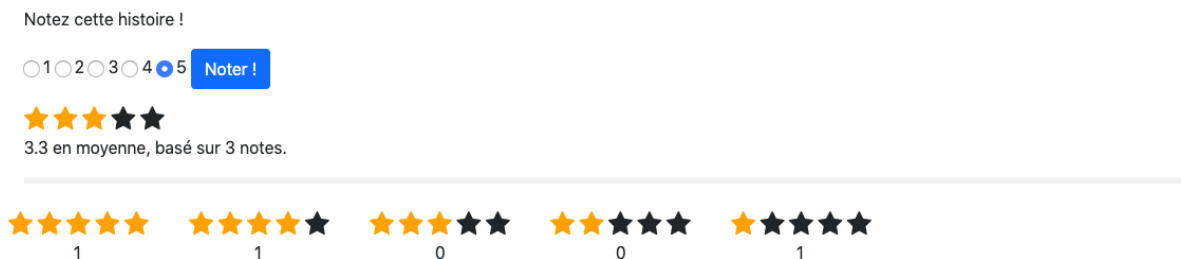 Notez cette histoire !
1 2 3 4 5 Noter !
3.3 en moyenne, basé sur 3 notes.
1 1 0 0 1